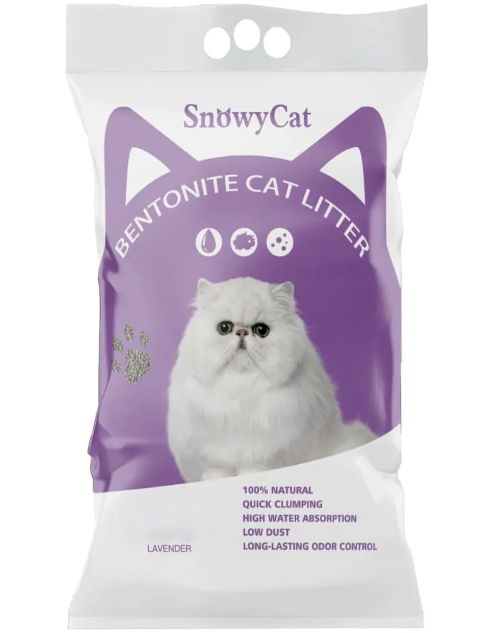 SnowyCat
BENTONITE CAT LITTER
100% NATURAL
QUICK CLUMPING
HIGH WATER ABSORPTION
LOW DUST
LAVENDER
LONG-LASTING ODOR CONTROL